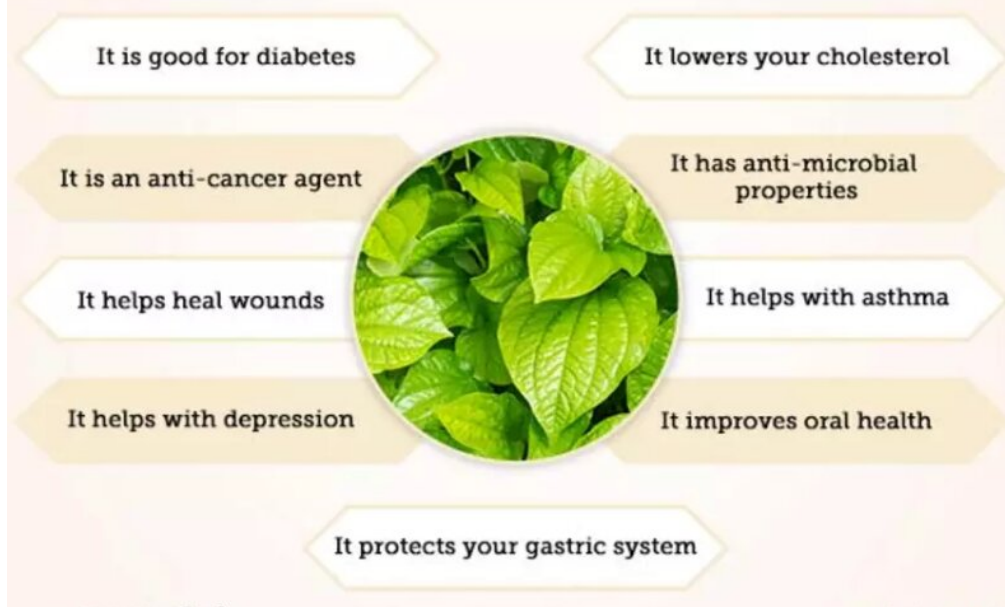 It is good for diabetes
It lowers your cholesterol
It is an anti-cancer agent
It has anti-microbial
properties
It helps heal wounds
It helps with asthma
It helps with depression
It improves oral health
It protects your gastric system